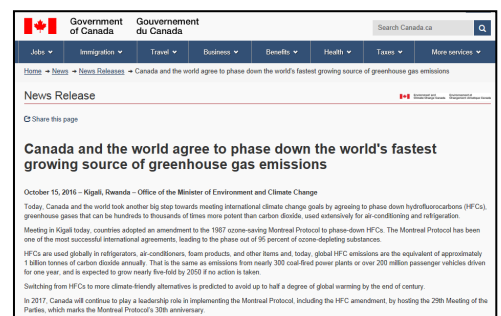 Government of Canada Gouvernement du Canada
Search Canada.ca
Jobs Immigration Travel Business Benefits Health Taxes More services
Home → News → News Releases → Canada and the world agree to phase down the world's fastest growing source of greenhouse gas emissions
News Release
Environment and Climate Change Canada Environnement et Changement climatique Canada
Share this page
Canada and the world agree to phase down the world's fastest
growing source of greenhouse gas emissions
October 15, 2016 – Kigali, Rwanda – Office of the Minister of Environment and Climate Change
Today, Canada and the world took another big step towards meeting international climate change goals by agreeing to phase down hydrofluorocarbons (HFCs),
greenhouse gases that can be hundreds to thousands of times more potent than carbon dioxide, used extensively for air-conditioning and refrigeration.
Meeting in Kigali today, countries adopted an amendment to the 1987 ozone-saving Montreal Protocol to phase-down HFCs. The Montreal Protocol has been
one of the most successful international agreements, leading to the phase out of 95 percent of ozone-depleting substances.
HFCs are used globally in refrigerators, air-conditioners, foam products, and other items and, today, global HFC emissions are the equivalent of approximately
1 billion tonnes of carbon dioxide annually. That is the same as emissions from nearly 300 coal-fired power plants or over 200 million passenger vehicles driven
for one year, and is expected to grow nearly five-fold by 2050 if no action is taken.
Switching from HFCs to more climate-friendly alternatives is predicted to avoid up to half a degree of global warming by the end of century.
In 2017, Canada will continue to play a leadership role in implementing the Montreal Protocol, including the HFC amendment, by hosting the 29th Meeting of the
Parties, which marks the Montreal Protocol's 30th anniversary.